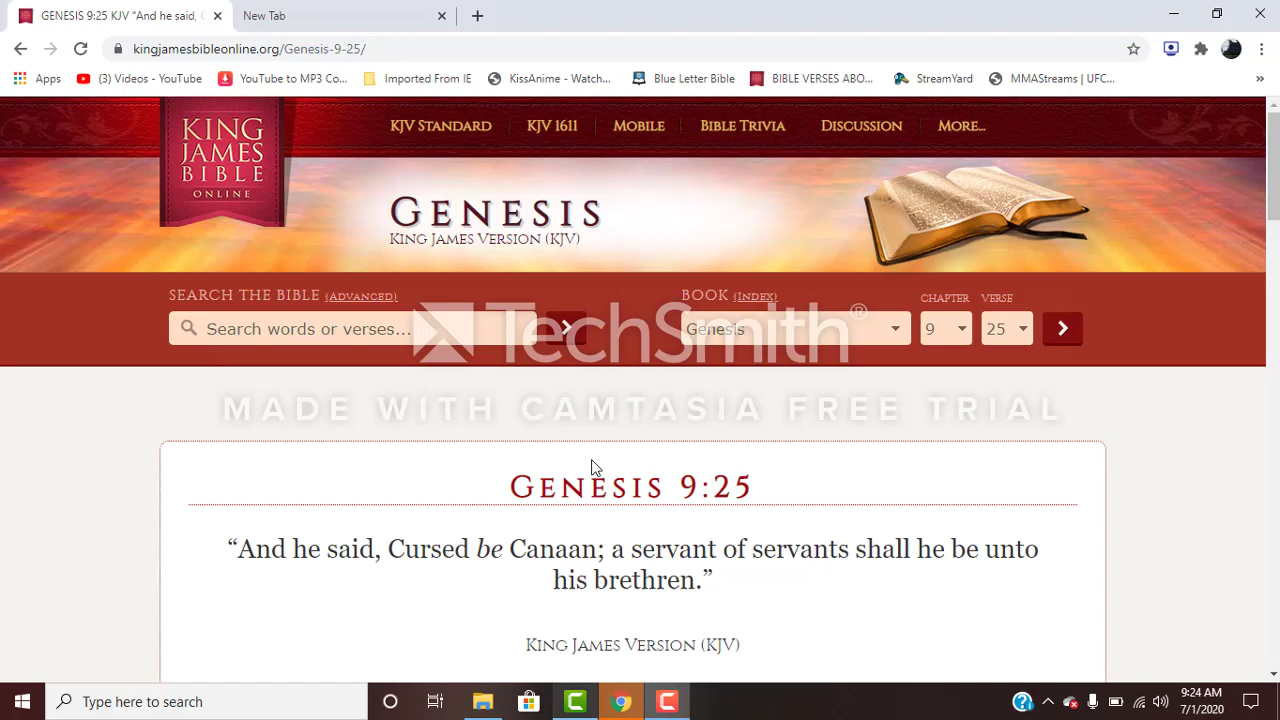 GENESIS 9:25 KJV "And he said, C
New Tab
kingjamesbibleonline.org/Genesis-9-25/
Apps
(3) Videos - YouTube
YouTube to MP3 Co...
Imported From IE
KissAnime - Watch...
Blue Letter Bible
BIBLE VERSES ABO...
StreamYard
MMAStreams | UFC...
»
KING
JAMES
BIBLE
ONLINE
KJV Standard
KJV 1611
Mobile
Bible Trivia
Discussion
More...
Genesis
King James Version (KJV)
SEARCH THE BIBLE (Advanced)
BOOK (Index)
CHAPTER
VERSE
Search words or verses...
Genesis
9
25
TechSmith®
MADE WITH CAMTASIA FREE TRIAL
Genesis 9:25
“And he said, Cursed be Canaan; a servant of servants shall he be unto
his brethren.”
King James Version (KJV)
Type here to search
9:24 AM
7/1/2020